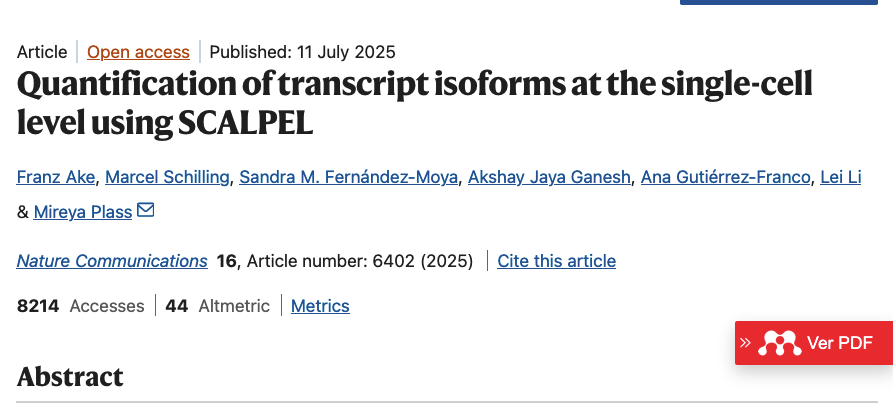 Article | Open access | Published: 11 July 2025
Quantification of transcript isoforms at the single-cell
level using SCALPEL
Franz Ake, Marcel Schilling, Sandra M. Fernández-Moya, Akshay Jaya Ganesh, Ana Gutiérrez-Franco, Lei Li
& Mireya Plass
Nature Communications 16, Article number: 6402 (2025) | Cite this article
8214 Accesses | 44 Altmetric | Metrics
» Ver PDF
Abstract